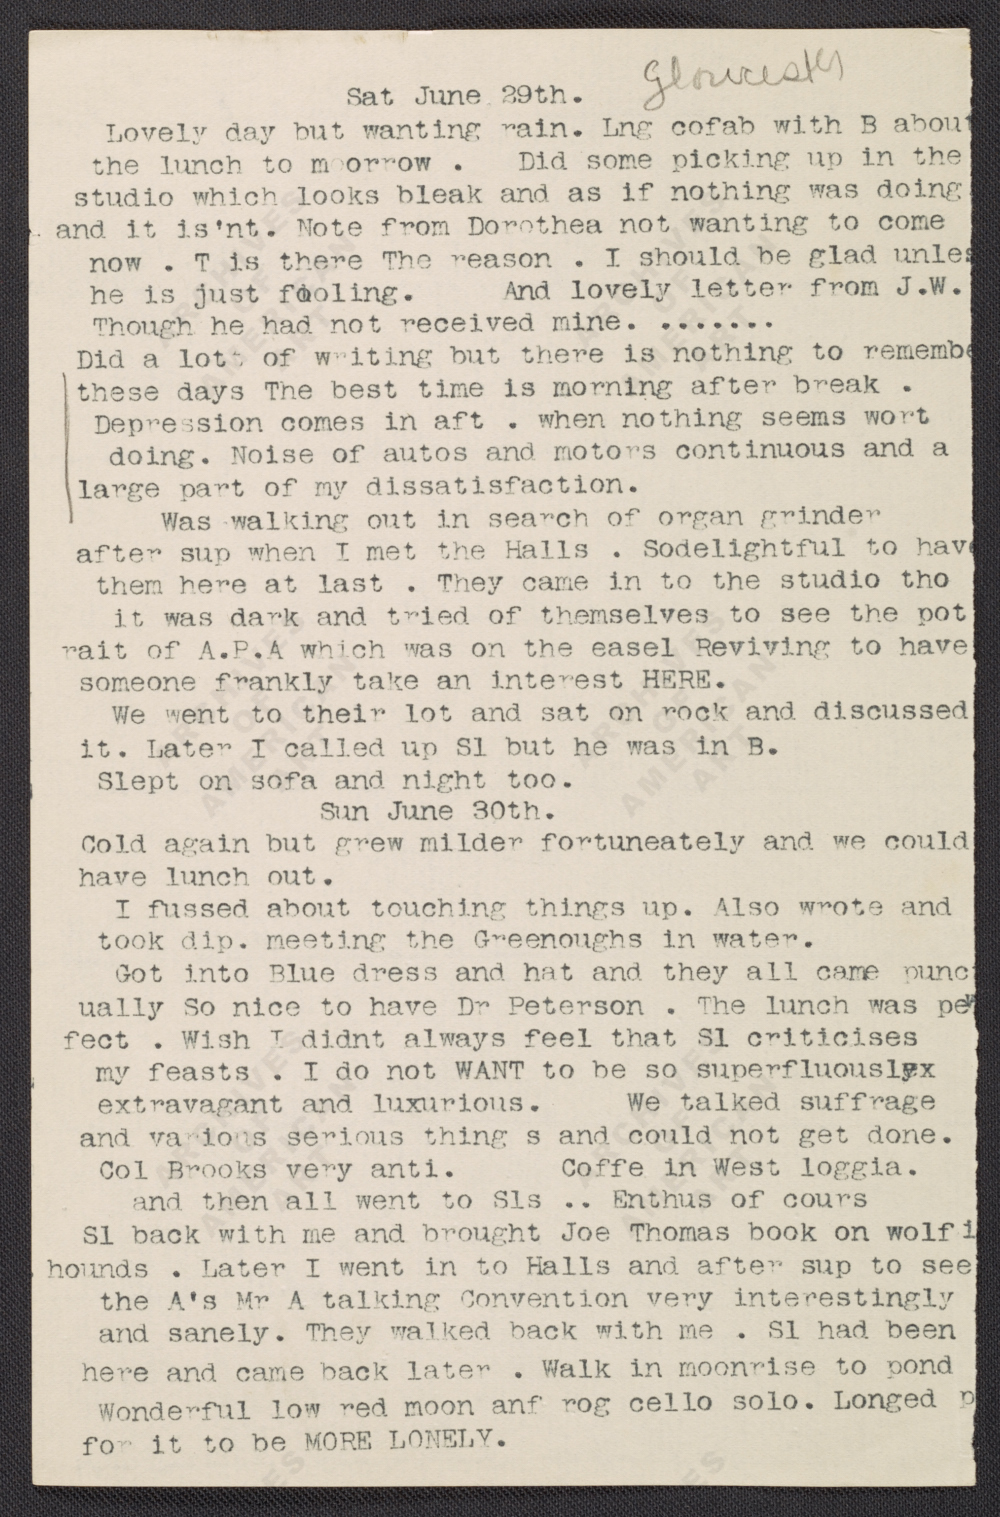 Gloucester
Sat June 29th.
Lovely day but wanting rain. Lng cofab with B about
the lunch to moorrow . Did some picking up in the
studio which looks bleak and as if nothing was doing
and it is'nt. Note from Dorothea not wanting to come
now . T is there The reason . I should be glad unles
he is just fooling. And lovely letter from J.W.
Though he had not received mine. .......
Did a lott of writing but there is nothing to remembe
these days The best time is morning after break .
Depression comes in aft . when nothing seems wort
doing. Noise of autos and motors continuous and a
large part of my dissatisfaction.
Was walking out in search of organ grinder
after sup when I met the Halls . Sodelightful to have
them here at last . They came in to the studio tho
it was dark and tried of themselves to see the pot
rait of A.P.A which was on the easel Reviving to have
someone frankly take an interest HERE.
We went to their lot and sat on rock and discussed
it. Later I called up Sl but he was in B.
Slept on sofa and night too.
Sun June 30th.
Cold again but grew milder fortuneately and we could
have lunch out.
I fussed about touching things up. Also wrote and
took dip. meeting the Greenoughs in water.
Got into Blue dress and hat and they all came punct
ually So nice to have Dr Peterson . The lunch was per
fect . Wish I didnt always feel that Sl criticises
my feasts . I do not WANT to be so superfluouslyx
extravagant and luxurious. We talked suffrage
and various serious thing s and could not get done.
Col Brooks very anti. Coffe in West loggia.
and then all went to Sls .. Enthus of cours
Sl back with me and brought Joe Thomas book on wolf i
hounds . Later I went in to Halls and after sup to see
the A's Mr A talking Convention very interestingly
and sanely. They walked back with me . Sl had been
here and came back later . Walk in moonrise to pond
Wonderful low red moon anf rog cello solo. Longed p
for it to be MORE LONELY.